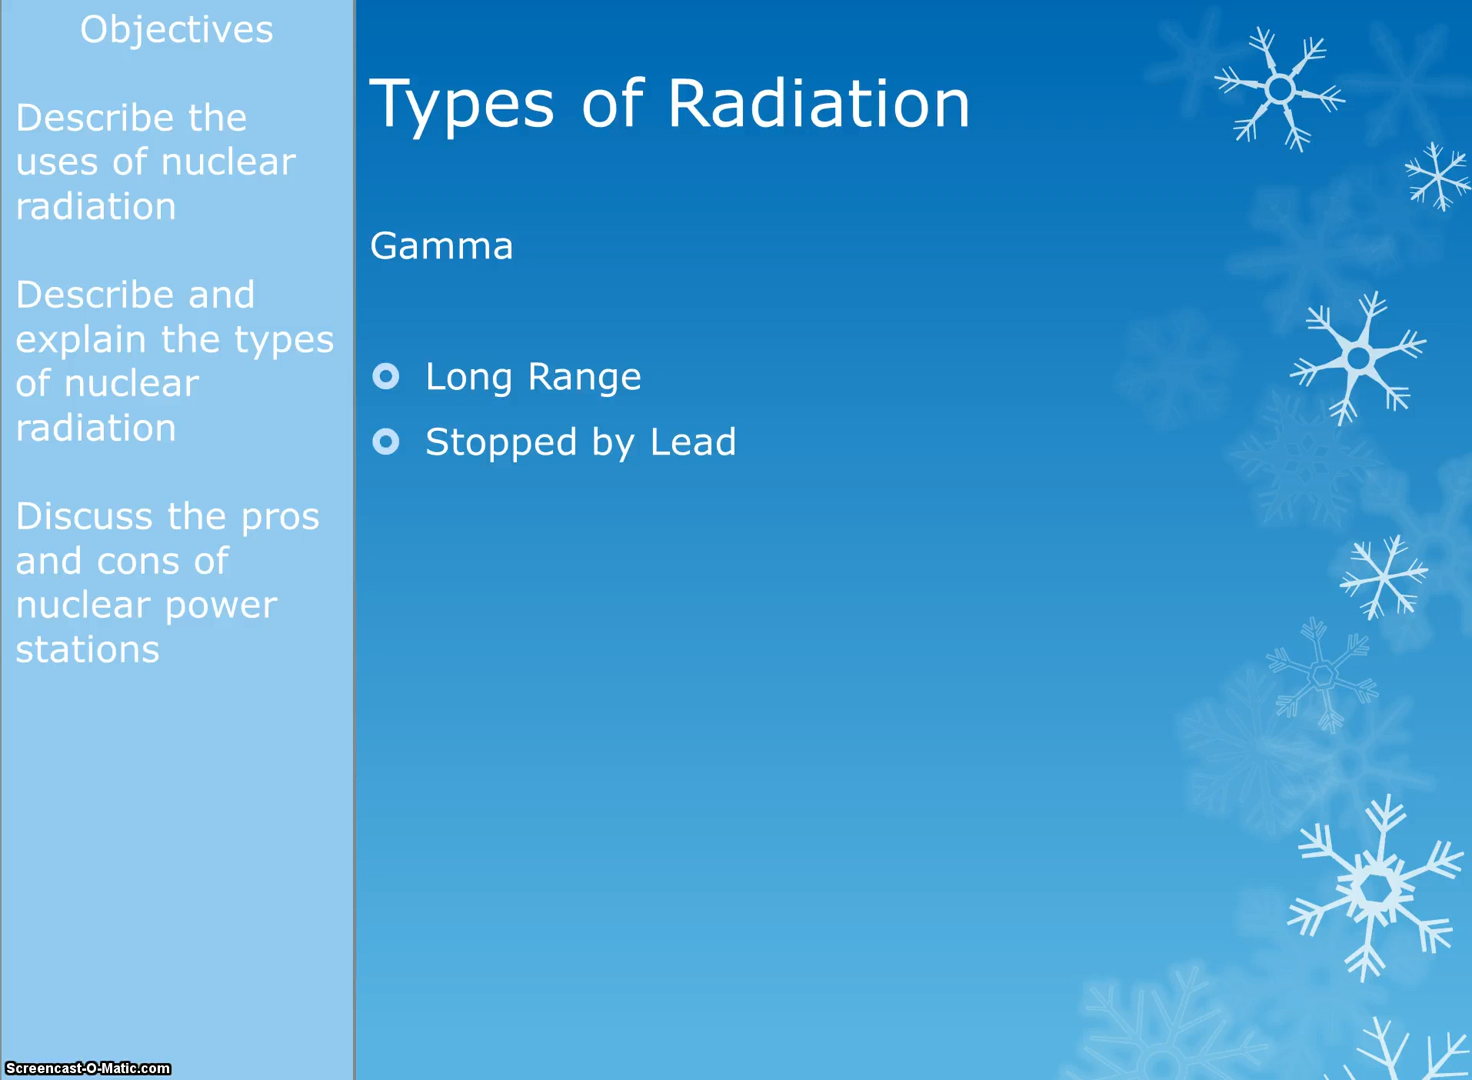 Objectives
Describe the
uses of nuclear
radiation
Describe and
explain the types
of nuclear
radiation
Discuss the pros
and cons of
nuclear power
stations
Types of Radiation
Gamma
Long Range
Stopped by Lead
Screencast-O-Matic.com